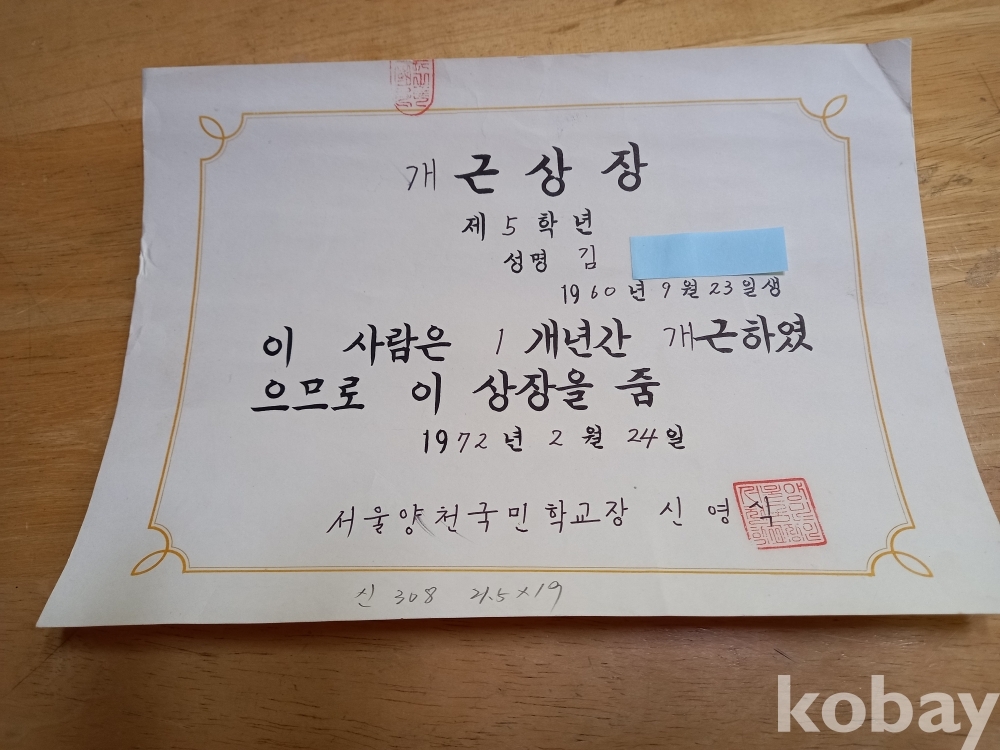 개근상장
제 5 학년
성명 김
1960년 9월 23일생
이 사람은 1 개년간 개근하였
으므로 이 상장을 줌
1972년 2월 24일
서울양천국민학교장 신영식
신 308 21.5×19
kobay